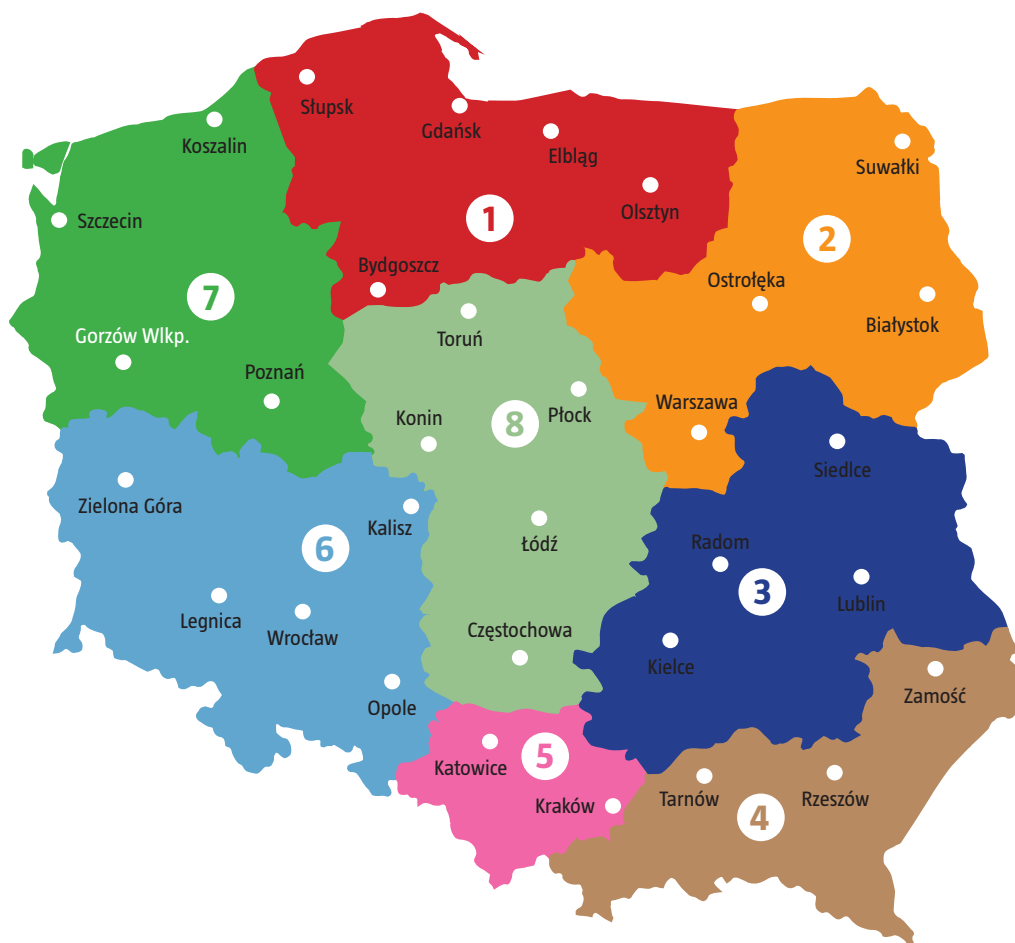 Słupsk
Koszalin
Gdańsk
Elbląg
Suwałki
Olsztyn
Szczecin
1
2
Bydgoszcz
Ostrołęka
7
Białystok
Gorzów Wlkp.
Toruń
Poznań
Warszawa
Konin
8
Płock
Siedlce
Zielona Góra
Kalisz
6
Łódź
Radom
3
Lublin
Legnica
Wrocław
Częstochowa
Kielce
Opole
Zamość
Katowice
5
Kraków
Tarnów
Rzeszów
4